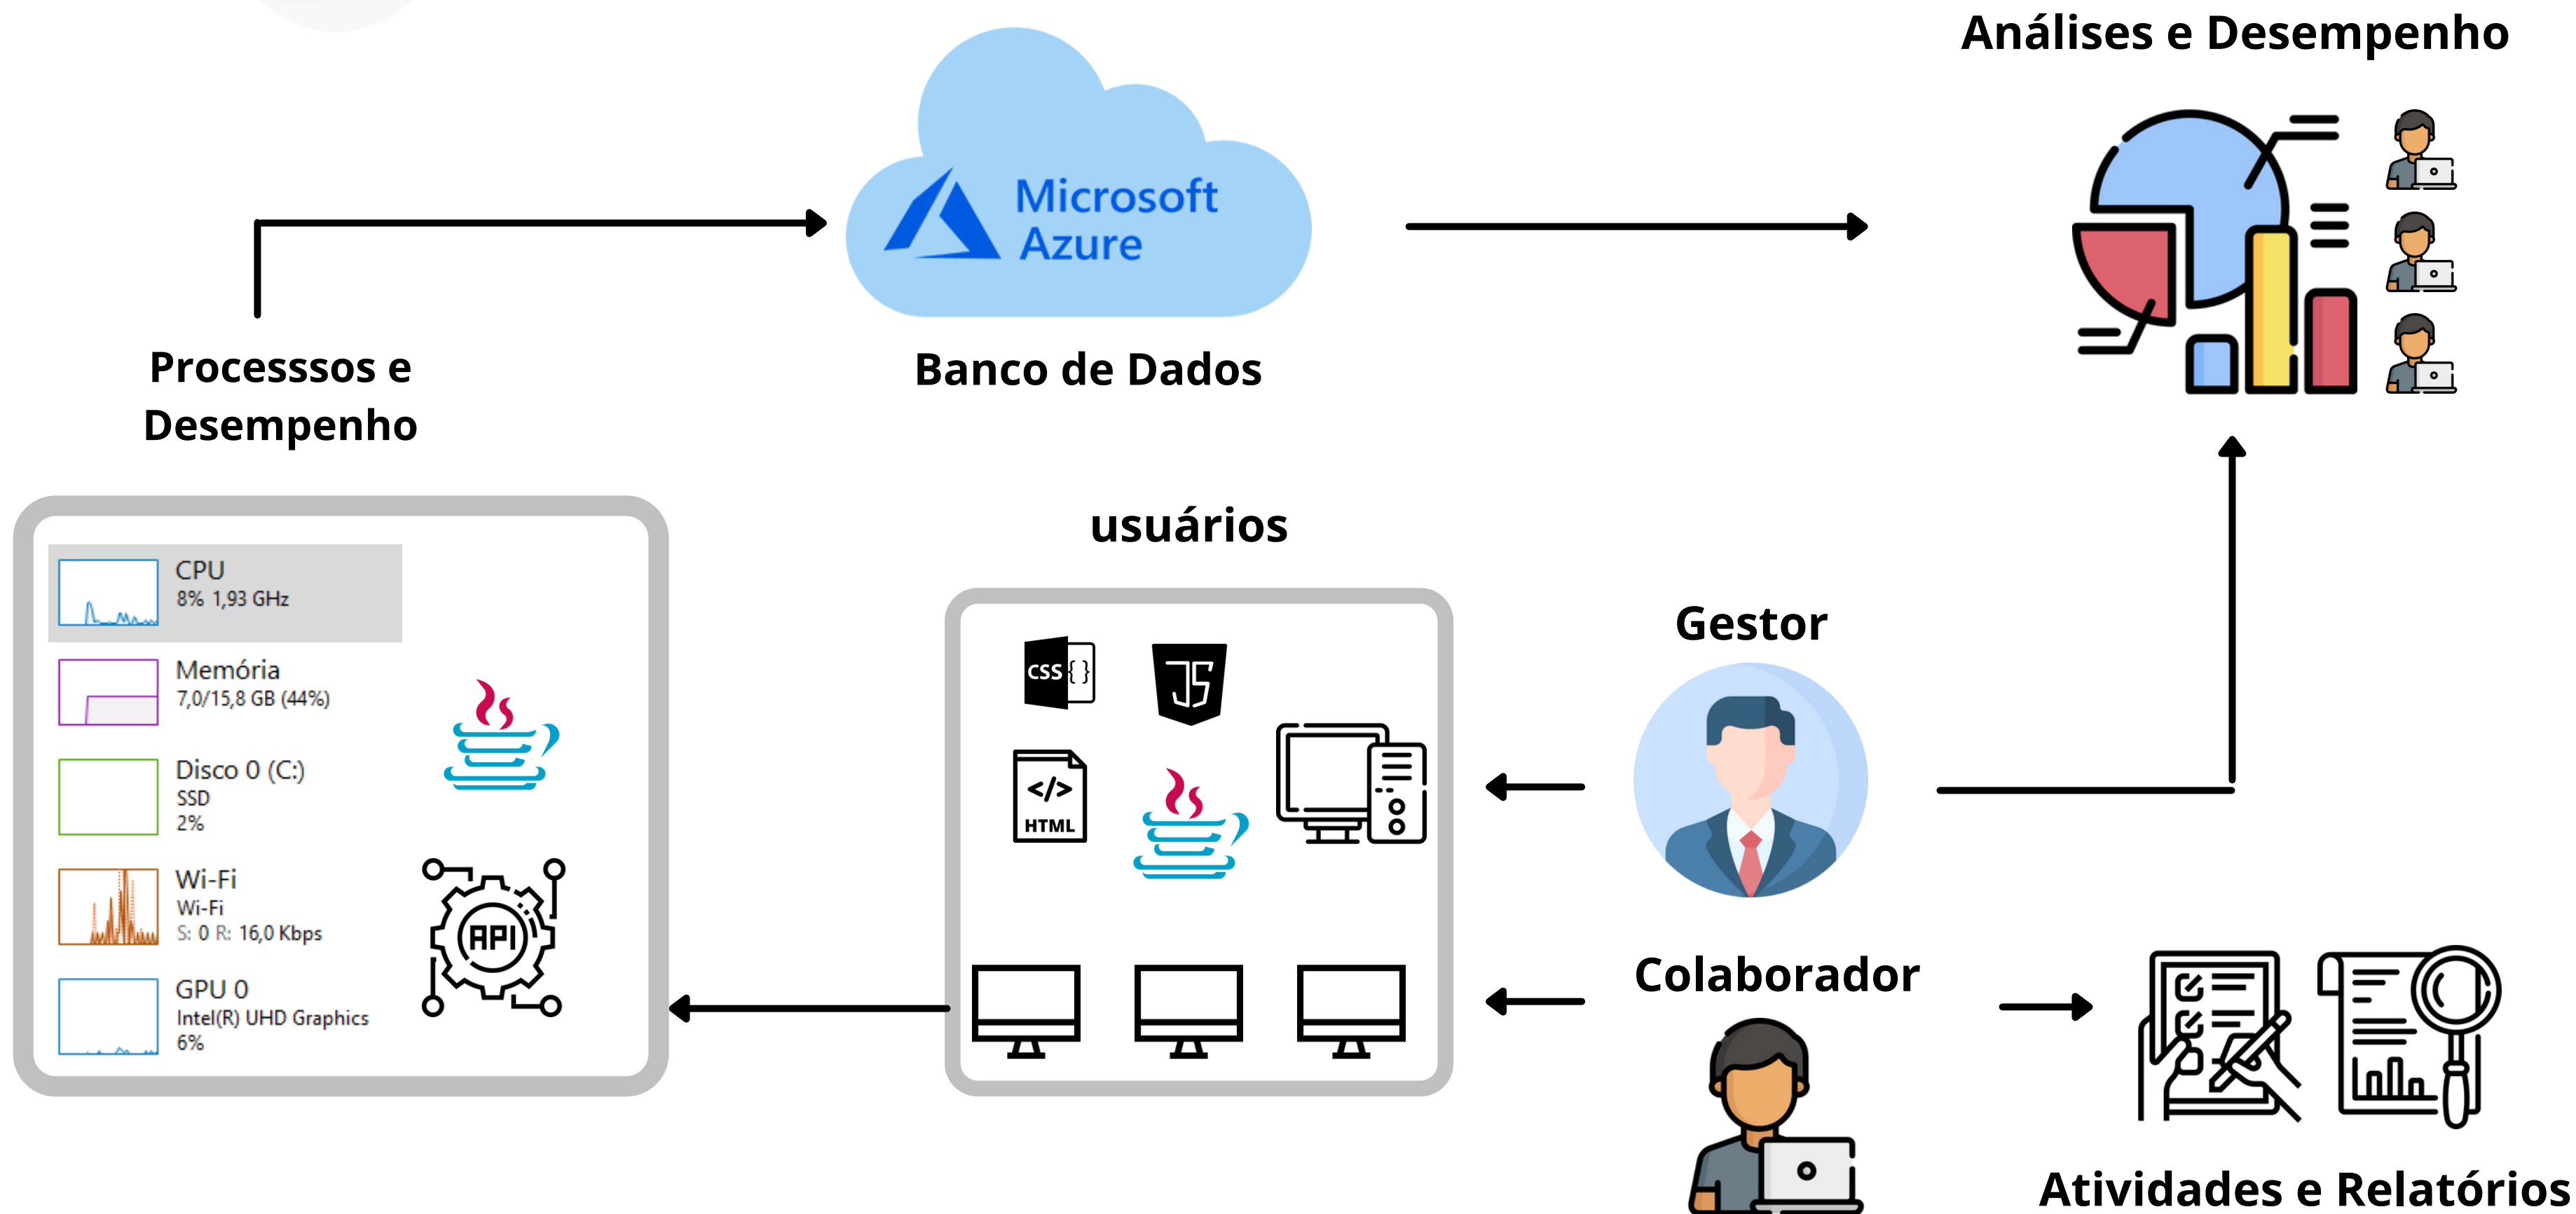 Análises e Desempenho
Microsoft
Azure
Banco de Dados
Processsos e
Desempenho
CPU
8% 1,93 GHz
Memória
7,0/15,8 GB (44%)
Disco 0 (C:)
SSD
2%
Wi-Fi
Wi-Fi
S: 0 R: 16,0 Kbps
GPU 0
Intel(R) UHD Graphics
6%
API
usuários
CSS {}
JS
</>
HTML
Gestor
Colaborador
Atividades e Relatórios